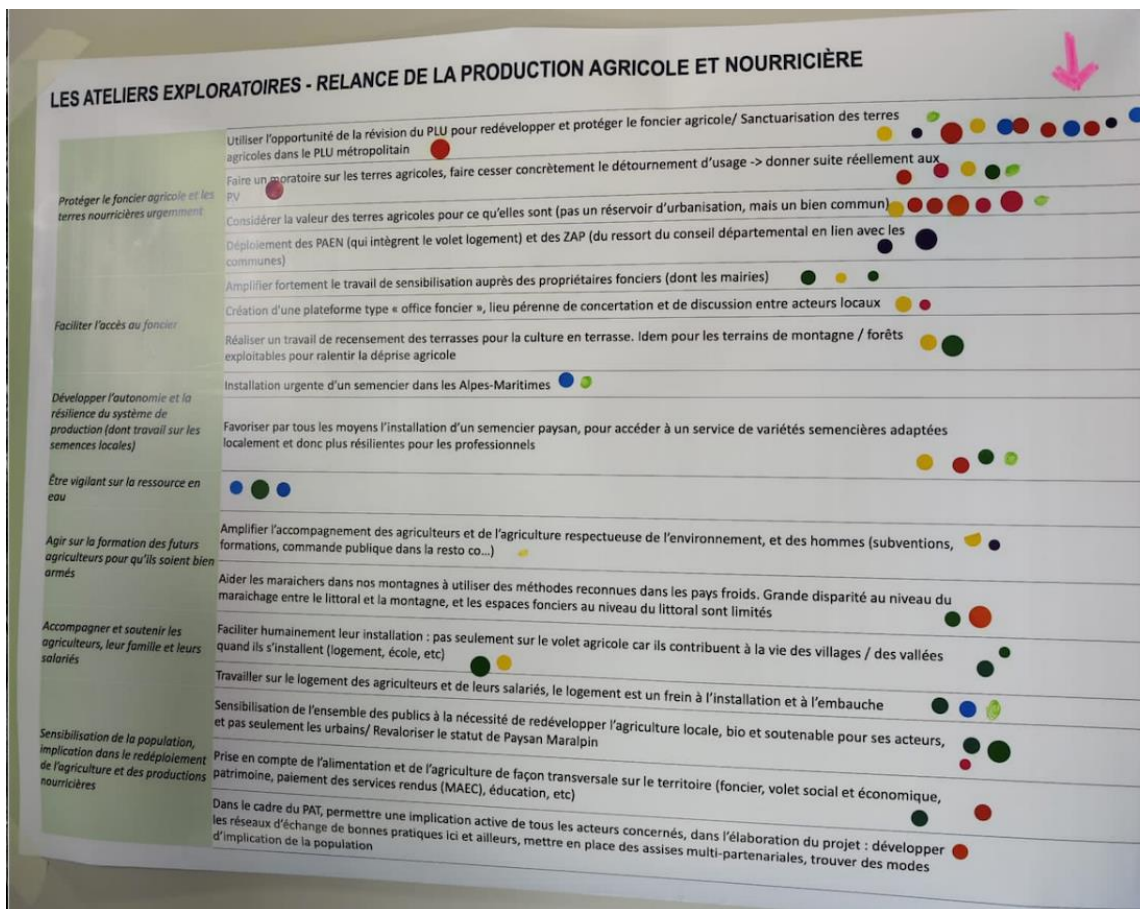 LES ATELIERS EXPLORATOIRES - RELANCE DE LA PRODUCTION AGRICOLE ET NOURRICIÈRE
Protéger le foncier agricole et les
terres nourricières urgemment
Utiliser l'opportunité de la révision du PLU pour redévelopper et protéger le foncier agricole/ Sanctuarisation des terres
agricoles dans le PLU métropolitain
Faire un moratoire sur les terres agricoles, faire cesser concrètement le détournement d'usage -> donner suite réellement aux
PV
Considérer la valeur des terres agricoles pour ce qu'elles sont (pas un réservoir d'urbanisation, mais un bien commun)
Déploiement des PAEN (qui intègrent le volet logement) et des ZAP (du ressort du conseil départemental en lien avec les
communes)
Amplifier fortement le travail de sensibilisation auprès des propriétaires fonciers (dont les mairies)
Faciliter l'accès au foncier
Création d'une plateforme type « office foncier », lieu pérenne de concertation et de discussion entre acteurs locaux
Réaliser un travail de recensement des terrasses pour la culture en terrasse. Idem pour les terrains de montagne / forêts
exploitables pour ralentir la déprise agricole
Développer l'autonomie et la
résilience du système de
production (dont travail sur les
semences locales)
Installation urgente d'un semencier dans les Alpes-Maritimes
Favoriser par tous les moyens l'installation d'un semencier paysan, pour accéder à un service de variétés semencières adaptées
localement et donc plus résilientes pour les professionnels
Être vigilant sur la ressource en
eau
Agir sur la formation des futurs
agriculteurs pour qu'ils soient bien
armés
Amplifier l'accompagnement des agriculteurs et de l'agriculture respectueuse de l'environnement, et des hommes (subventions,
formations, commande publique dans la resto co...)
Aider les maraichers dans nos montagnes à utiliser des méthodes reconnues dans les pays froids. Grande disparité au niveau du
maraichage entre le littoral et la montagne, et les espaces fonciers au niveau du littoral sont limités
Accompagner et soutenir les
agriculteurs, leur famille et leurs
salariés
Faciliter humainement leur installation : pas seulement sur le volet agricole car ils contribuent à la vie des villages / des vallées
quand ils s'installent (logement, école, etc)
Travailler sur le logement des agriculteurs et de leurs salariés, le logement est un frein à l'installation et à l'embauche
Sensibilisation de la population,
implication dans le redéploiement
de l'agriculture et des productions
nourricières
Sensibilisation de l'ensemble des publics à la nécessité de redévelopper l'agriculture locale, bio et soutenable pour ses acteurs,
et pas seulement les urbains/ Revaloriser le statut de Paysan Maralpin
Prise en compte de l'alimentation et de l'agriculture de façon transversale sur le territoire (foncier, volet social et économique,
patrimoine, paiement des services rendus (MAEC), éducation, etc)
Dans le cadre du PAT, permettre une implication active de tous les acteurs concernés, dans l'élaboration du projet : développer
les réseaux d'échange de bonnes pratiques ici et ailleurs, mettre en place des assises multi-partenariales, trouver des modes
d'implication de la population